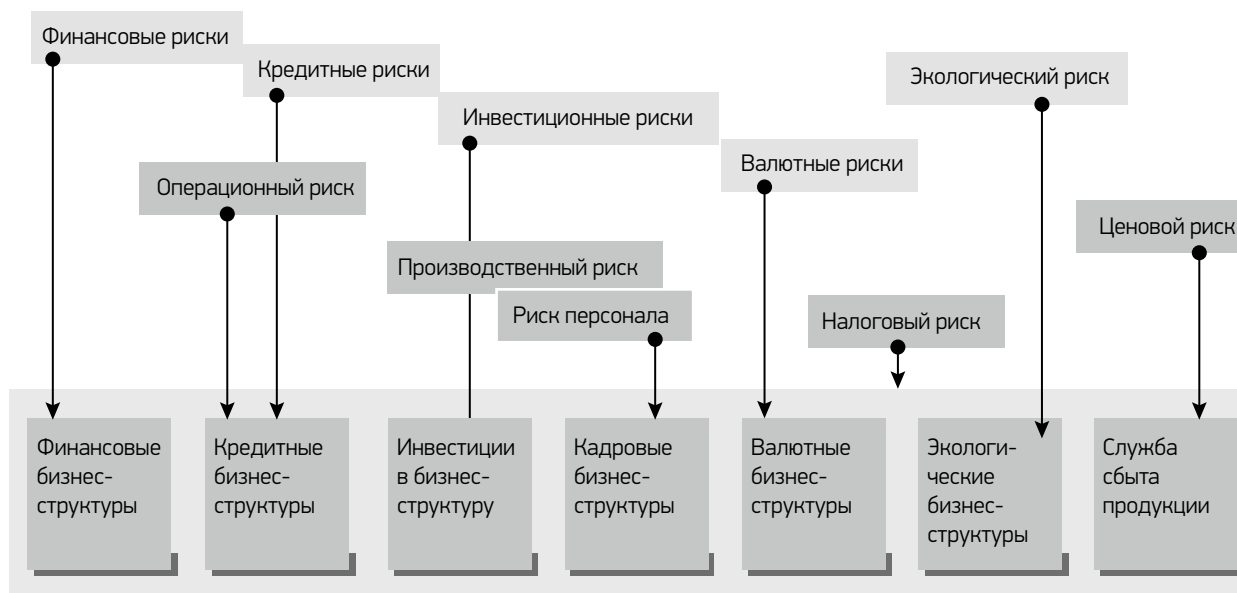 Финансовые риски
Кредитные риски
Экологический риск
Инвестиционные риски
Валютные риски
Операционный риск
Ценовой риск
Производственный риск
Риск персонала
Налоговый риск
Финансовые
бизнес-
структуры
Кредитные
бизнес-
структуры
Инвестиции
в бизнес-
структуру
Кадровые
бизнес-
структуры
Валютные
бизнес-
структуры
Экологи-
ческие
бизнес-
структуры
Служба
сбыта
продукции